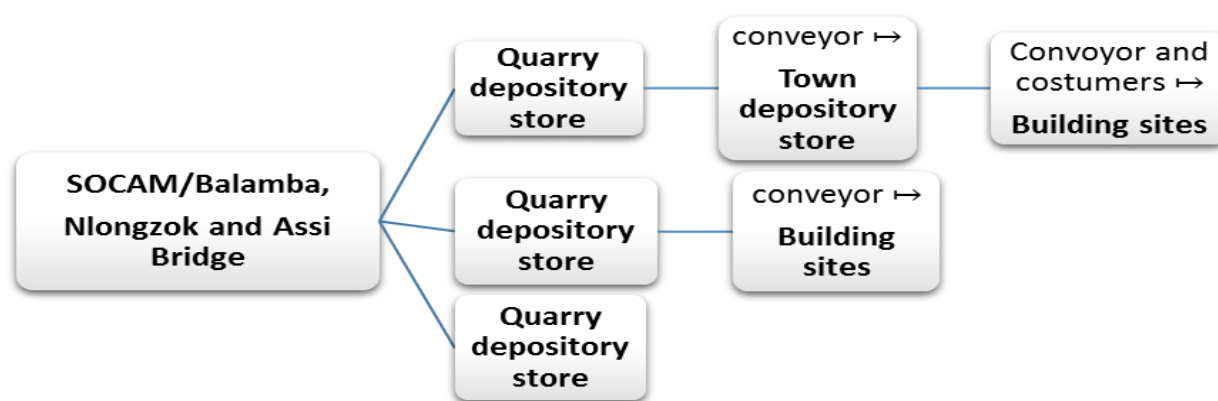 SOCAM/Balamba,
Nlongzok and Assi
Bridge
Quarry
depository
store
conveyor ↦
Town
depository
store
Convoyor and
costumers ↦
Building sites
Quarry
depository
store
conveyor ↦
Building
sites
Quarry
depository
store